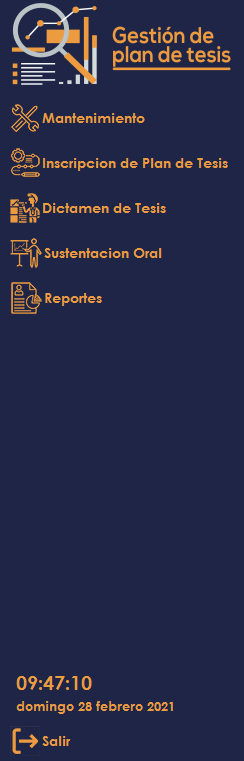 Gestión de
plan de tesis
Mantenimiento
Inscripcion de Plan de Tesis
Dictamen de Tesis
Sustentacion Oral
Reportes
09:47:10
domingo 28 febrero 2021
Salir